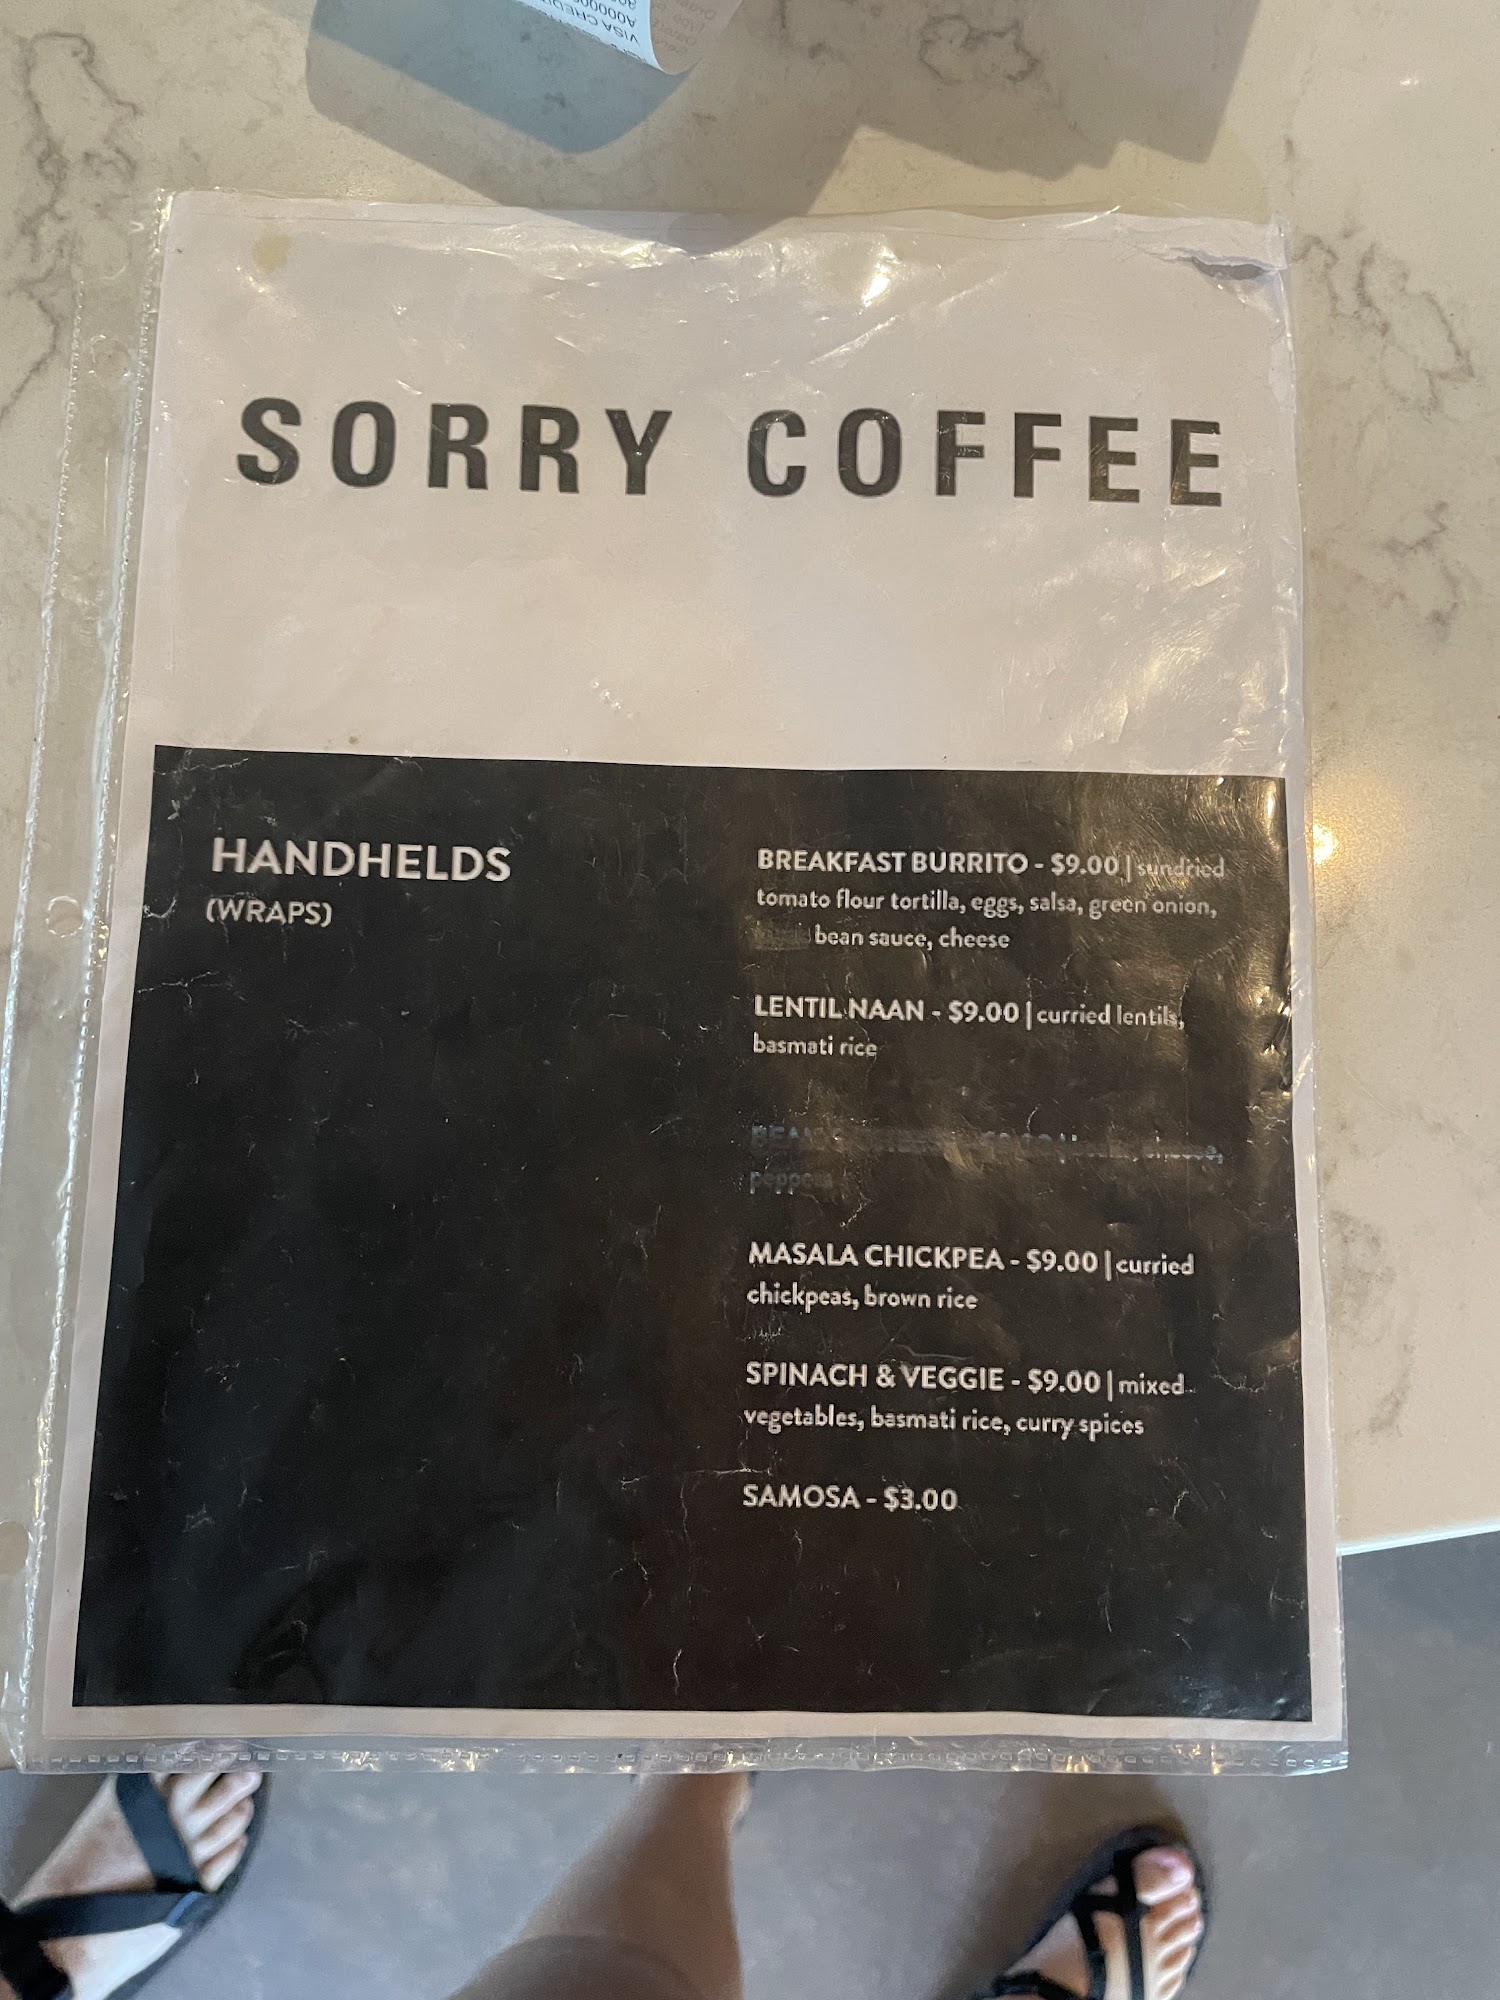 VISA CREDIT
SORRY COFFEE
HANDHELDS
(WRAPS)
BREAKFAST BURRITO - $9.00 | sundried
tomato flour tortilla, eggs, salsa, green onion,
bean sauce, cheese
LENTIL NAAN - $9.00 | curried lentils,
basmati rice
MASALA CHICKPEA - $9.00 | curried
chickpeas, brown rice
SPINACH & VEGGIE - $9.00 | mixed
vegetables, basmati rice, curry spices
SAMOSA - $3.00